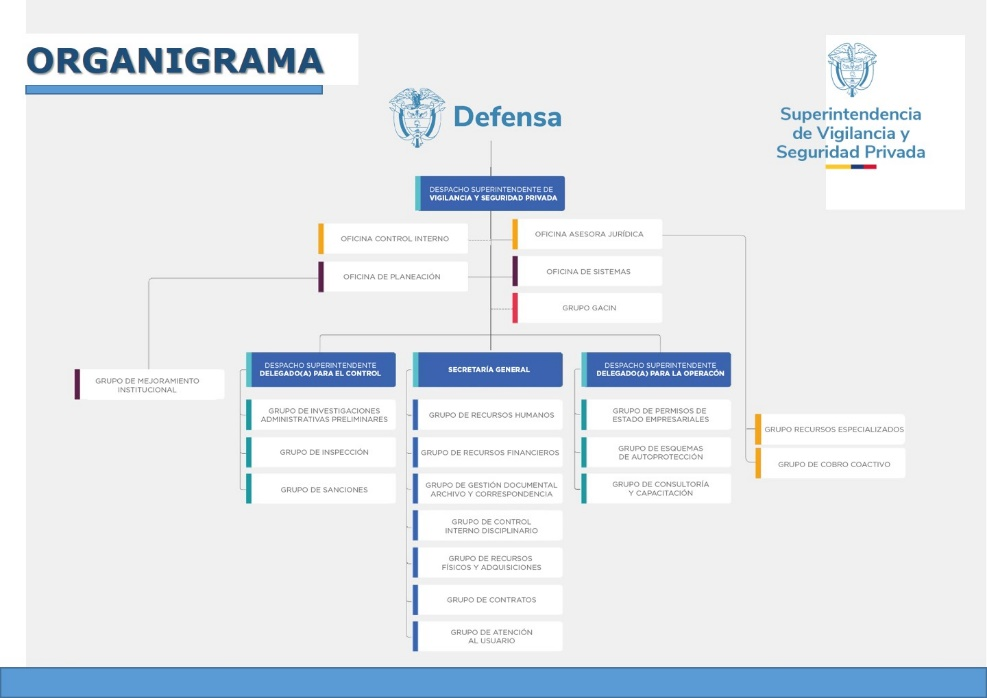 ORGANIGRAMA
Defensa
Superintendencia
de Vigilancia y
Seguridad Privada
DESPACHO SUPERINTENDENTE DE
VIGILANCIA Y SEGURIDAD PRIVADA
OFICINA CONTROL INTERNO
OFICINA ASESORA JURÍDICA
OFICINA DE PLANEACIÓN
OFICINA DE SISTEMAS
GRUPO GACIN
GRUPO DE MEJORAMIENTO
INSTITUCIONAL
DESPACHO SUPERINTENDENTE
DELEGADO(A) PARA EL CONTROL
GRUPO DE INVESTIGACIONES
ADMINISTRATIVAS PRELIMINARES
GRUPO DE INSPECCIÓN
GRUPO DE SANCIONES
SECRETARÍA GENERAL
GRUPO DE RECURSOS HUMANOS
GRUPO DE RECURSOS FINANCIEROS
GRUPO DE GESTIÓN DOCUMENTAL
ARCHIVO Y CORRESPONDENCIA
GRUPO DE CONTROL
INTERNO DISCIPLINARIO
GRUPO DE RECURSOS
FÍSICOS Y ADQUISICIONES
GRUPO DE CONTRATOS
GRUPO DE ATENCIÓN
AL USUARIO
DESPACHO SUPERINTENDENTE
DELEGADO(A) PARA LA OPERACÓN
GRUPO DE PERMISOS DE
ESTADO EMPRESARIALES
GRUPO DE ESQUEMAS
DE AUTOPROTECCIÓN
GRUPO DE CONSULTORÍA
Y CAPACITACIÓN
GRUPO RECURSOS ESPECIALIZADOS
GRUPO DE COBRO COACTIVO